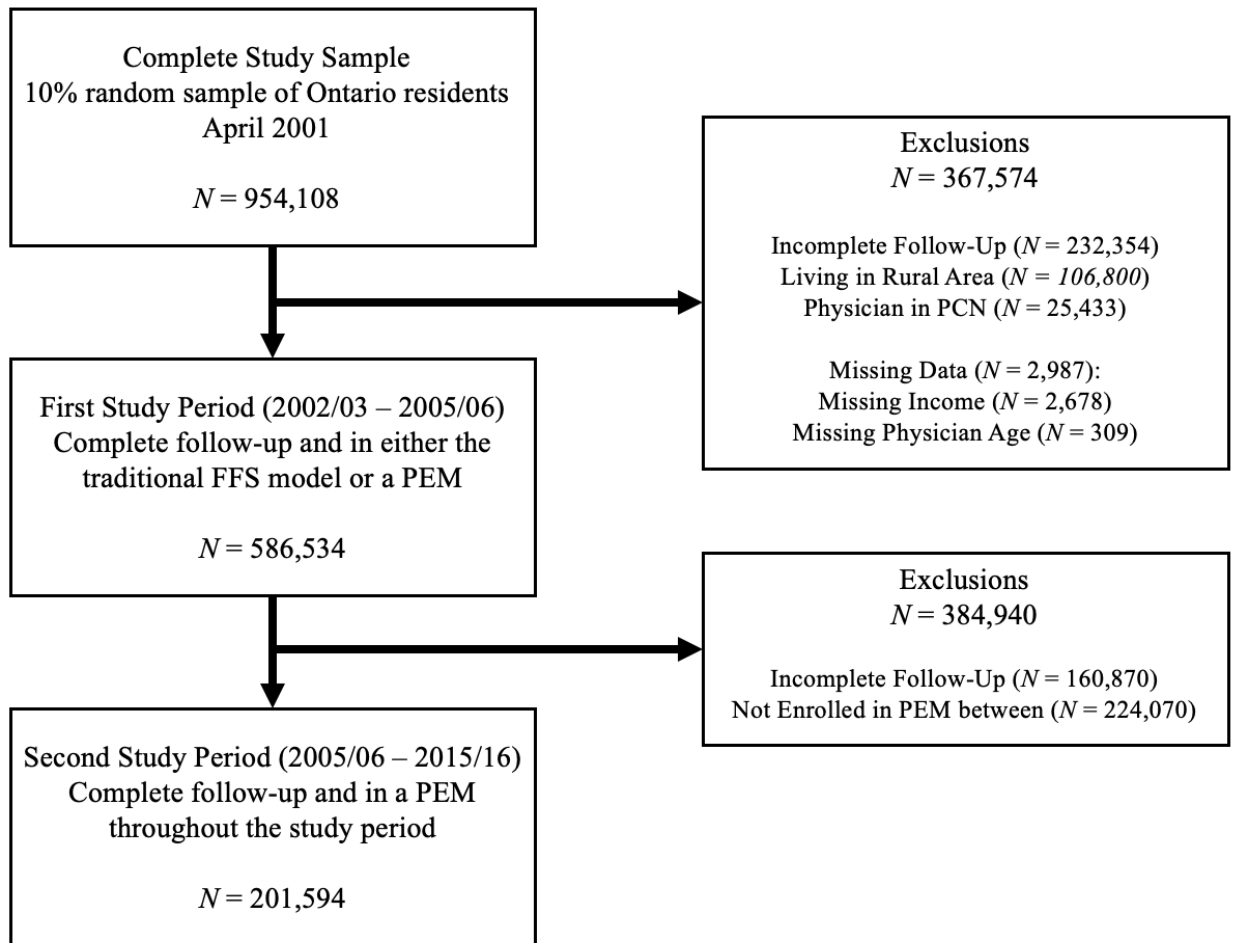 Complete Study Sample
10% random sample of Ontario residents
April 2001
N = 954,108
Exclusions
N = 367,574
Incomplete Follow-Up (N = 232,354)
Living in Rural Area (N = 106,800)
Physician in PCN (N = 25,433)
Missing Data (N = 2,987):
Missing Income (N = 2,678)
Missing Physician Age (N = 309)
First Study Period (2002/03 – 2005/06)
Complete follow-up and in either the
traditional FFS model or a PEM
N = 586,534
Exclusions
N = 384,940
Incomplete Follow-Up (N = 160,870)
Not Enrolled in PEM between (N = 224,070)
Second Study Period (2005/06 – 2015/16)
Complete follow-up and in a PEM
throughout the study period
N = 201,594